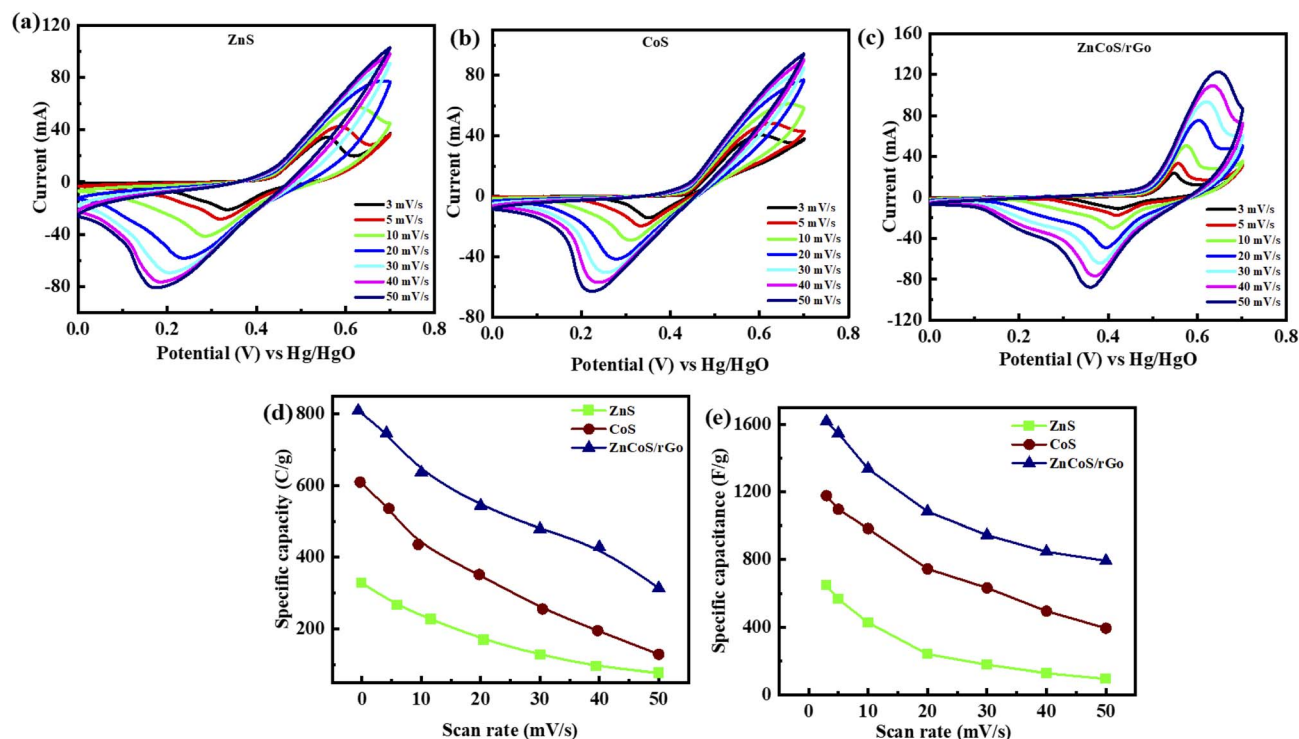 (a)
ZnS
120
80
40
0
-40
-80
0.0 0.2 0.4 0.6 0.8
Current (mA)
Potential (V) vs Hg/HgO
3 mV/s
5 mV/s
10 mV/s
20 mV/s
30 mV/s
40 mV/s
50 mV/s
(b)
CoS
120
80
40
0
-40
-80
0.0 0.2 0.4 0.6 0.8
Current (mA)
Potential (V) vs Hg/HgO
3 mV/s
5 mV/s
10 mV/s
20 mV/s
30 mV/s
40 mV/s
50 mV/s
(c)
ZnCoS/rGo
160
120
80
40
0
-40
-80
-120
0.0 0.2 0.4 0.6 0.8
Current (mA)
Potential (V) vs Hg/HgO
3 mV/s
5 mV/s
10 mV/s
20 mV/s
30 mV/s
40 mV/s
50 mV/s
(d)
800
600
400
200
0 10 20 30 40 50
Specific capacity (C/g)
Scan rate (mV/s)
ZnS
CoS
ZnCoS/rGo
(e)
1600
1200
800
400
0
0 10 20 30 40 50
Specific capacitance (F/g)
Scan rate (mV/s)
ZnS
CoS
ZnCoS/rGo